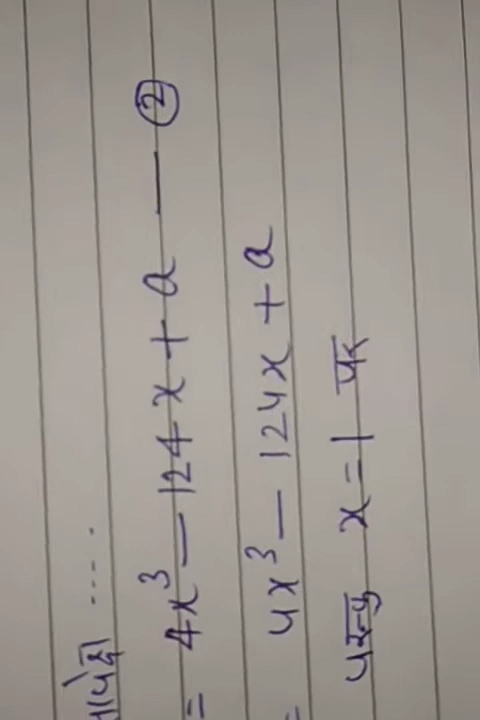 ....
= 4x³ - 124x + a — ②
= 4x³ - 124x + a
परन्तु x = 1 पर